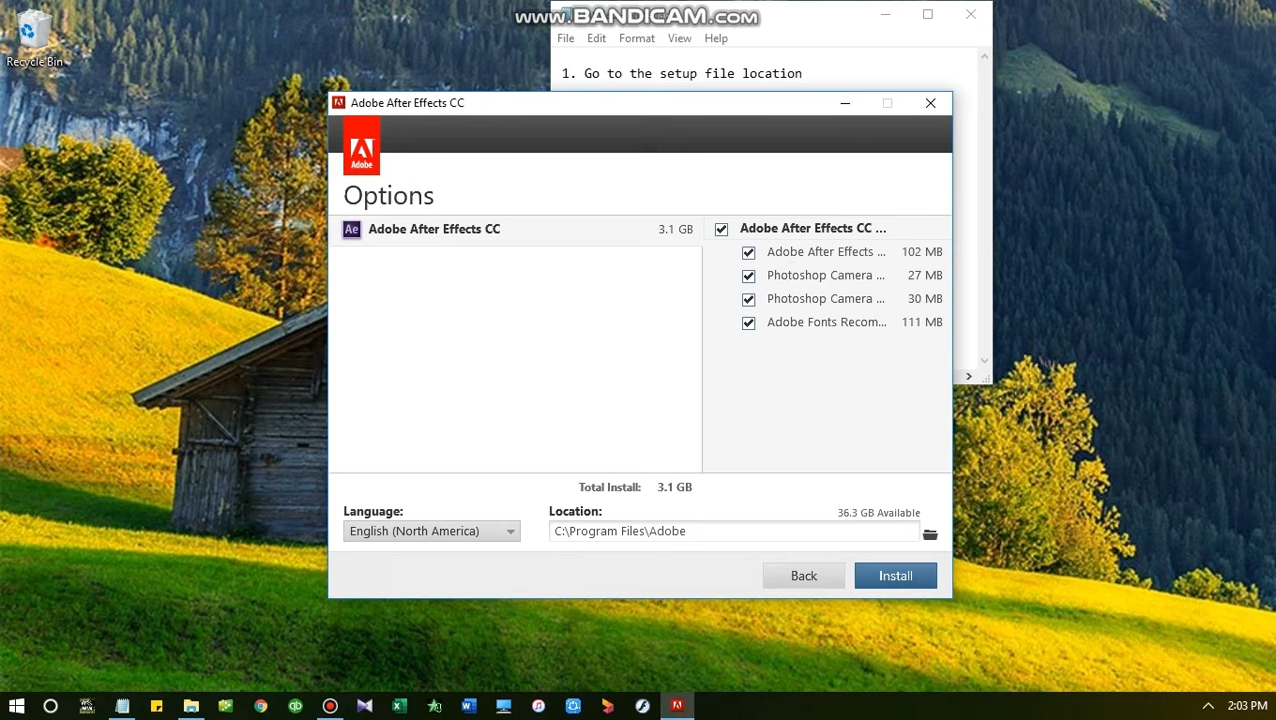 www.BANDICAM.com
Recycle Bin
File Edit Format View Help
1. Go to the setup file location
Adobe After Effects CC
Adobe
Options
Ae Adobe After Effects CC 3.1 GB
Adobe After Effects CC ...
Adobe After Effects ... 102 MB
Photoshop Camera ... 27 MB
Photoshop Camera ... 30 MB
Adobe Fonts Recom... 111 MB
Total Install: 3.1 GB
Language:
English (North America)
Location:
36.3 GB Available
C:\Program Files\Adobe
Back
Install
2:03 PM